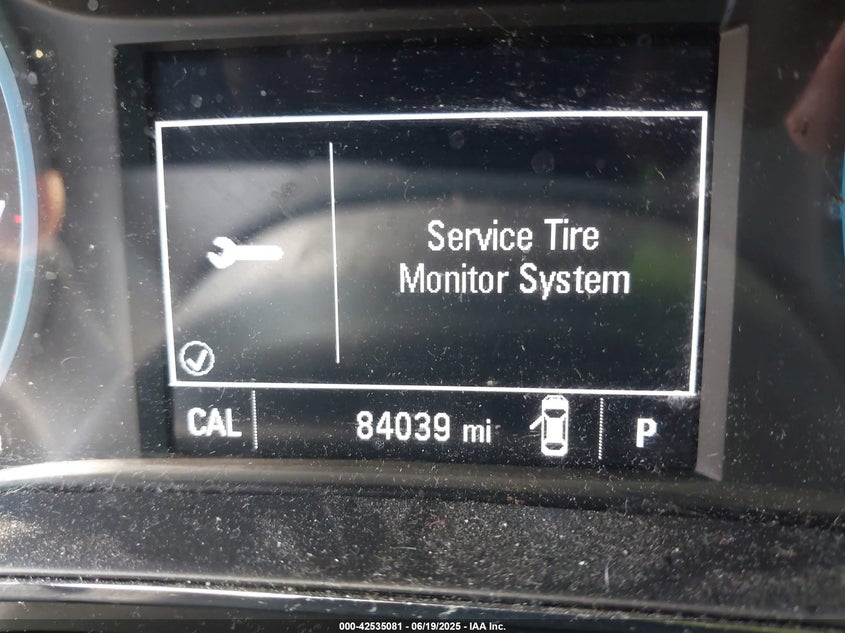 Service Tire
Monitor System
CAL
84039 mi
P
000-42535081 - 06/19/2025 - IAA Inc.